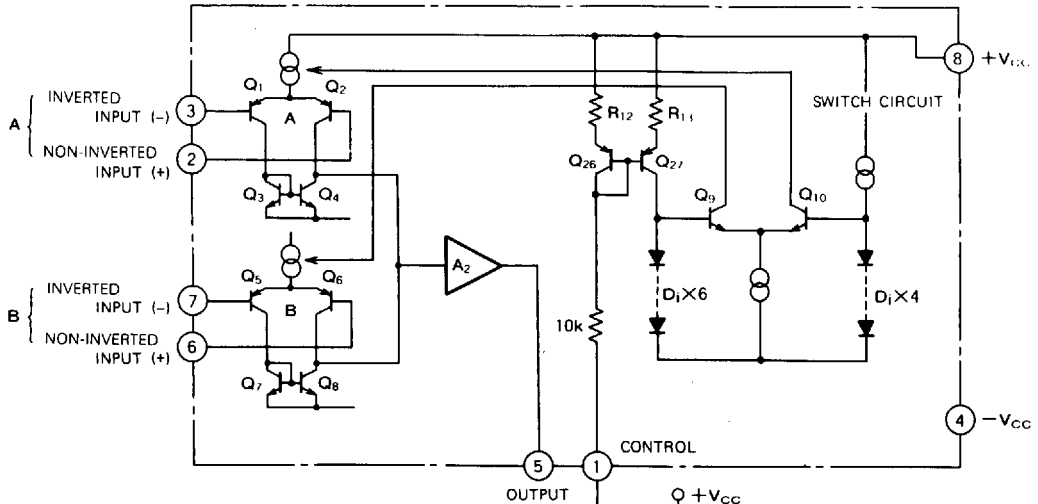 8
+VCC
SWITCH CIRCUIT
Q1
Q2
A
INVERTED
INPUT (-)
3
A
NON-INVERTED
INPUT (+)
2
Q3
Q4
R12
R13
Q26
Q27
Q9
Q10
Q5
Q6
B
INVERTED
INPUT (-)
7
B
NON-INVERTED
INPUT (+)
6
Q7
Q8
A2
10k
Di×6
Di×4
4
-VCC
CONTROL
5
1
OUTPUT
+VCC